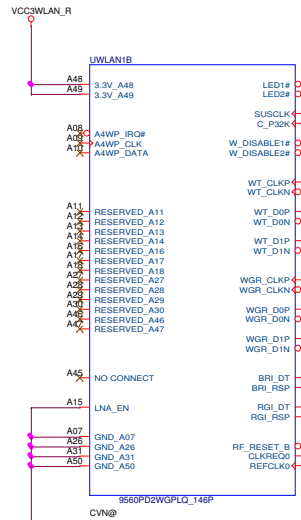 VCC3WLAN_R
UWLAN1B
A48 3.3V_A48 LED1#
A49 3.3V_A49 LED2#
SUSCLK
C_P32K
A08 A4WP_IRQ# W_DISABLE1#
A09 A4WP_CLK W_DISABLE2#
A10 A4WP_DATA
WT_CLKP
WT_CLKN
A11 RESERVED_A11 WT_D0P
A12 RESERVED_A12 WT_D0N
A13 RESERVED_A13
A14 RESERVED_A14 WT_D1P
A16 RESERVED_A16 WT_D1N
A17 RESERVED_A17
A18 RESERVED_A18
A27 RESERVED_A27 WGR_CLKP
A28 RESERVED_A28 WGR_CLKN
A29 RESERVED_A29
A30 RESERVED_A30 WGR_D0P
A46 RESERVED_A46 WGR_D0N
A47 RESERVED_A47
WGR_D1P
WGR_D1N
A45 NO CONNECT BRI_DT
BRI_RSP
A15 LNA_EN RGI_DT
RGI_RSP
A07 GND_A07
A26 GND_A26 RF_RESET_B
A31 GND_A31 CLKREQ0
A50 GND_A50 REFCLK0
9560PD2WGPLQ_146P
CVN@